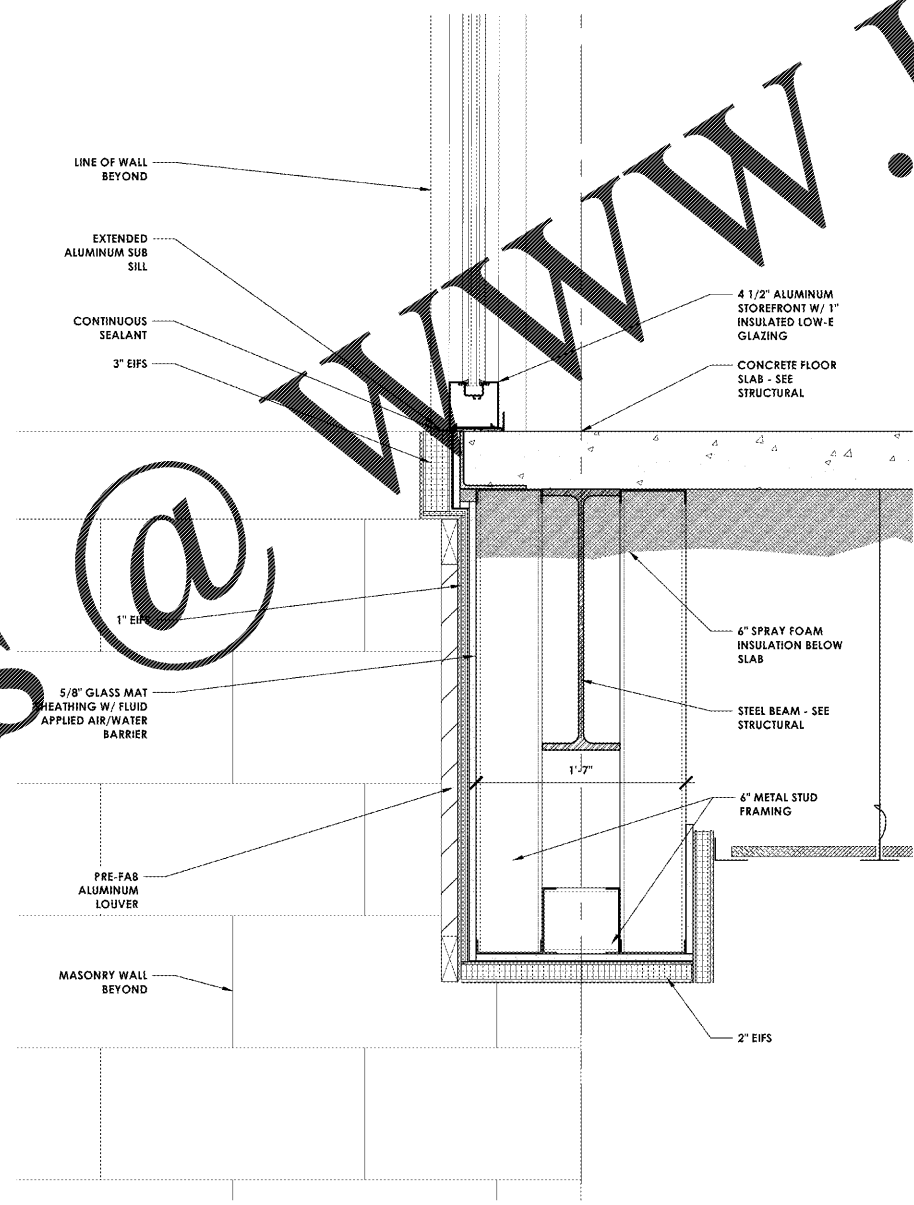 LINE OF WALL
BEYOND
EXTENDED
ALUMINUM SUB
SILL
CONTINUOUS
SEALANT
3" EIFS
1" EIFS
5/8" GLASS MAT
SHEATHING W/ FLUID
APPLIED AIR/WATER
BARRIER
PRE-FAB
ALUMINUM
LOUVER
MASONRY WALL
BEYOND
4 1/2" ALUMINUM
STOREFRONT W/ 1"
INSULATED LOW-E
GLAZING
CONCRETE FLOOR
SLAB - SEE
STRUCTURAL
6" SPRAY FOAM
INSULATION BELOW
SLAB
STEEL BEAM - SEE
STRUCTURAL
1'-7"
6" METAL STUD
FRAMING
2" EIFS
@ www.